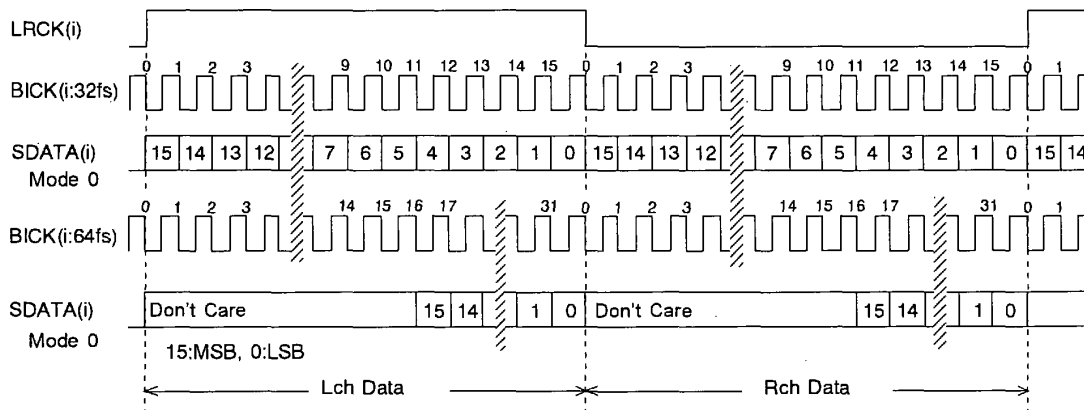 LRCK(i)
0 1 2 3 9 10 11 12 13 14 15 0 1 2 3 9 10 11 12 13 14 15 0 1
BICK(i:32fs)
SDATA(i) 15 14 13 12 7 6 5 4 3 2 1 0 15 14 13 12 7 6 5 4 3 2 1 0 15 14
Mode 0
0 1 2 3 14 15 16 17 31 0 1 2 3 14 15 16 17 31 0 1
BICK(i:64fs)
SDATA(i) Don't Care 15 14 1 0 Don't Care 15 14 1 0
Mode 0
15:MSB, 0:LSB
Lch Data Rch Data